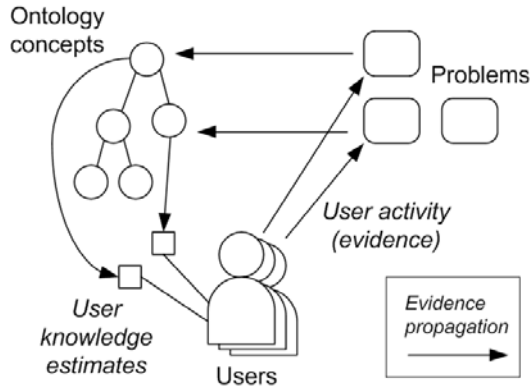 Ontology
concepts
Problems
User activity
(evidence)
User
knowledge
estimates
Users
Evidence
propagation